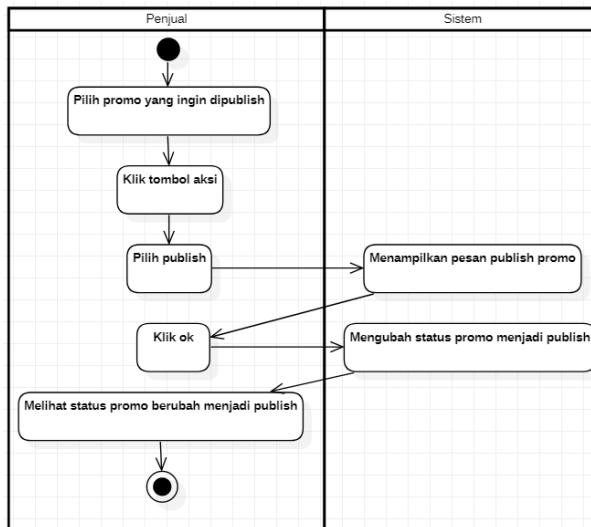 Penjual
Sistem
Pilih promo yang ingin dipublish
Klik tombol aksi
Pilih publish
Menampilkan pesan publish promo
Klik ok
Mengubah status promo menjadi publish
Melihat status promo berubah menjadi publish